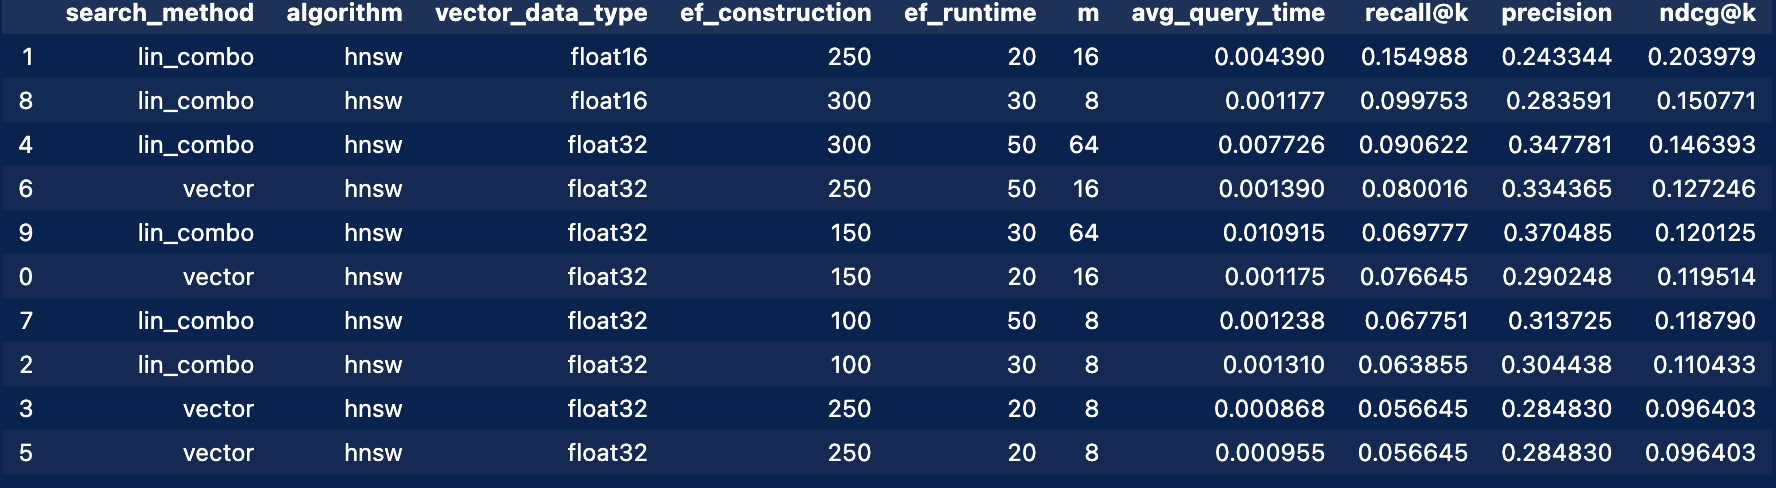 search_method algorithm vector_data_type ef_construction ef_runtime m avg_query_time recall@k precision ndcg@k
1 lin_combo hnsw float16 250 20 16 0.004390 0.154988 0.243344 0.203979
8 lin_combo hnsw float16 300 30 8 0.001177 0.099753 0.283591 0.150771
4 lin_combo hnsw float32 300 50 64 0.007726 0.090622 0.347781 0.146393
6 vector hnsw float32 250 50 16 0.001390 0.080016 0.334365 0.127246
9 lin_combo hnsw float32 150 30 64 0.010915 0.069777 0.370485 0.120125
0 vector hnsw float32 150 20 16 0.001175 0.076645 0.290248 0.119514
7 lin_combo hnsw float32 100 50 8 0.001238 0.067751 0.313725 0.118790
2 lin_combo hnsw float32 100 30 8 0.001310 0.063855 0.304438 0.110433
3 vector hnsw float32 250 20 8 0.000868 0.056645 0.284830 0.096403
5 vector hnsw float32 250 20 8 0.000955 0.056645 0.284830 0.096403